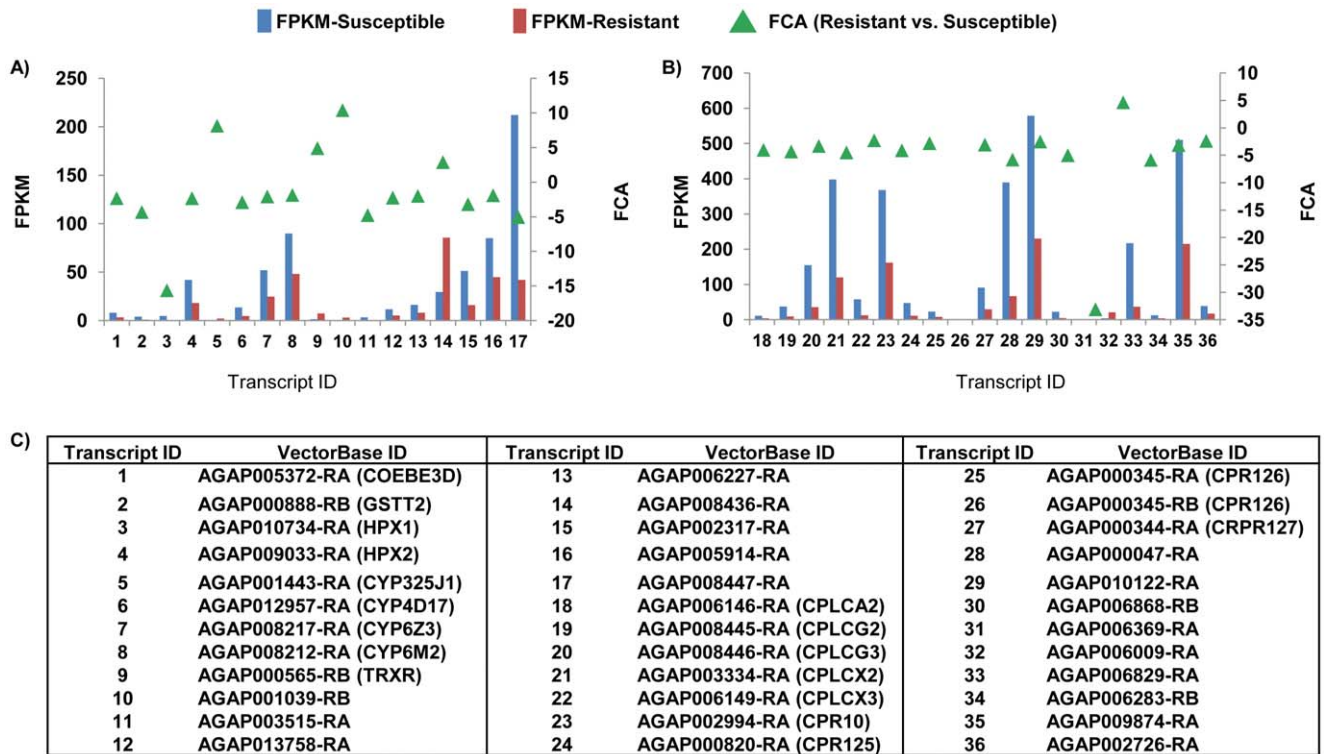 FPKM-Susceptible FPKM-Resistant FCA (Resistant vs. Susceptible)
A)
250
200
150
100
50
0
FPKM
15
10
5
0
-5
-10
-15
-20
FCA
1 2 3 4 5 6 7 8 9 10 11 12 13 14 15 16 17
Transcript ID
B)
700
600
500
400
300
200
100
0
FPKM
10
5
0
-5
-10
-15
-20
-25
-30
-35
FCA
18 19 20 21 22 23 24 25 26 27 28 29 30 31 32 33 34 35 36
Transcript ID
C)
Transcript ID VectorBase ID Transcript ID VectorBase ID Transcript ID VectorBase ID
1 AGAP005372-RA (COEBE3D) 13 AGAP006227-RA 25 AGAP000345-RA (CPR126)
2 AGAP000888-RB (GSTT2) 14 AGAP008436-RA 26 AGAP000345-RB (CPR126)
3 AGAP010734-RA (HPX1) 15 AGAP002317-RA 27 AGAP000344-RA (CRPR127)
4 AGAP009033-RA (HPX2) 16 AGAP005914-RA 28 AGAP000047-RA
5 AGAP001443-RA (CYP325J1) 17 AGAP008447-RA 29 AGAP010122-RA
6 AGAP012957-RA (CYP4D17) 18 AGAP006146-RA (CPLCA2) 30 AGAP006868-RB
7 AGAP008217-RA (CYP6Z3) 19 AGAP008445-RA (CPLCG2) 31 AGAP006369-RA
8 AGAP008212-RA (CYP6M2) 20 AGAP008446-RA (CPLCG3) 32 AGAP006009-RA
9 AGAP000565-RB (TRXR) 21 AGAP003334-RA (CPLCX2) 33 AGAP006829-RA
10 AGAP001039-RB 22 AGAP006149-RA (CPLCX3) 34 AGAP006283-RB
11 AGAP003515-RA 23 AGAP002994-RA (CPR10) 35 AGAP009874-RA
12 AGAP013758-RA 24 AGAP000820-RA (CPR125) 36 AGAP002726-RA